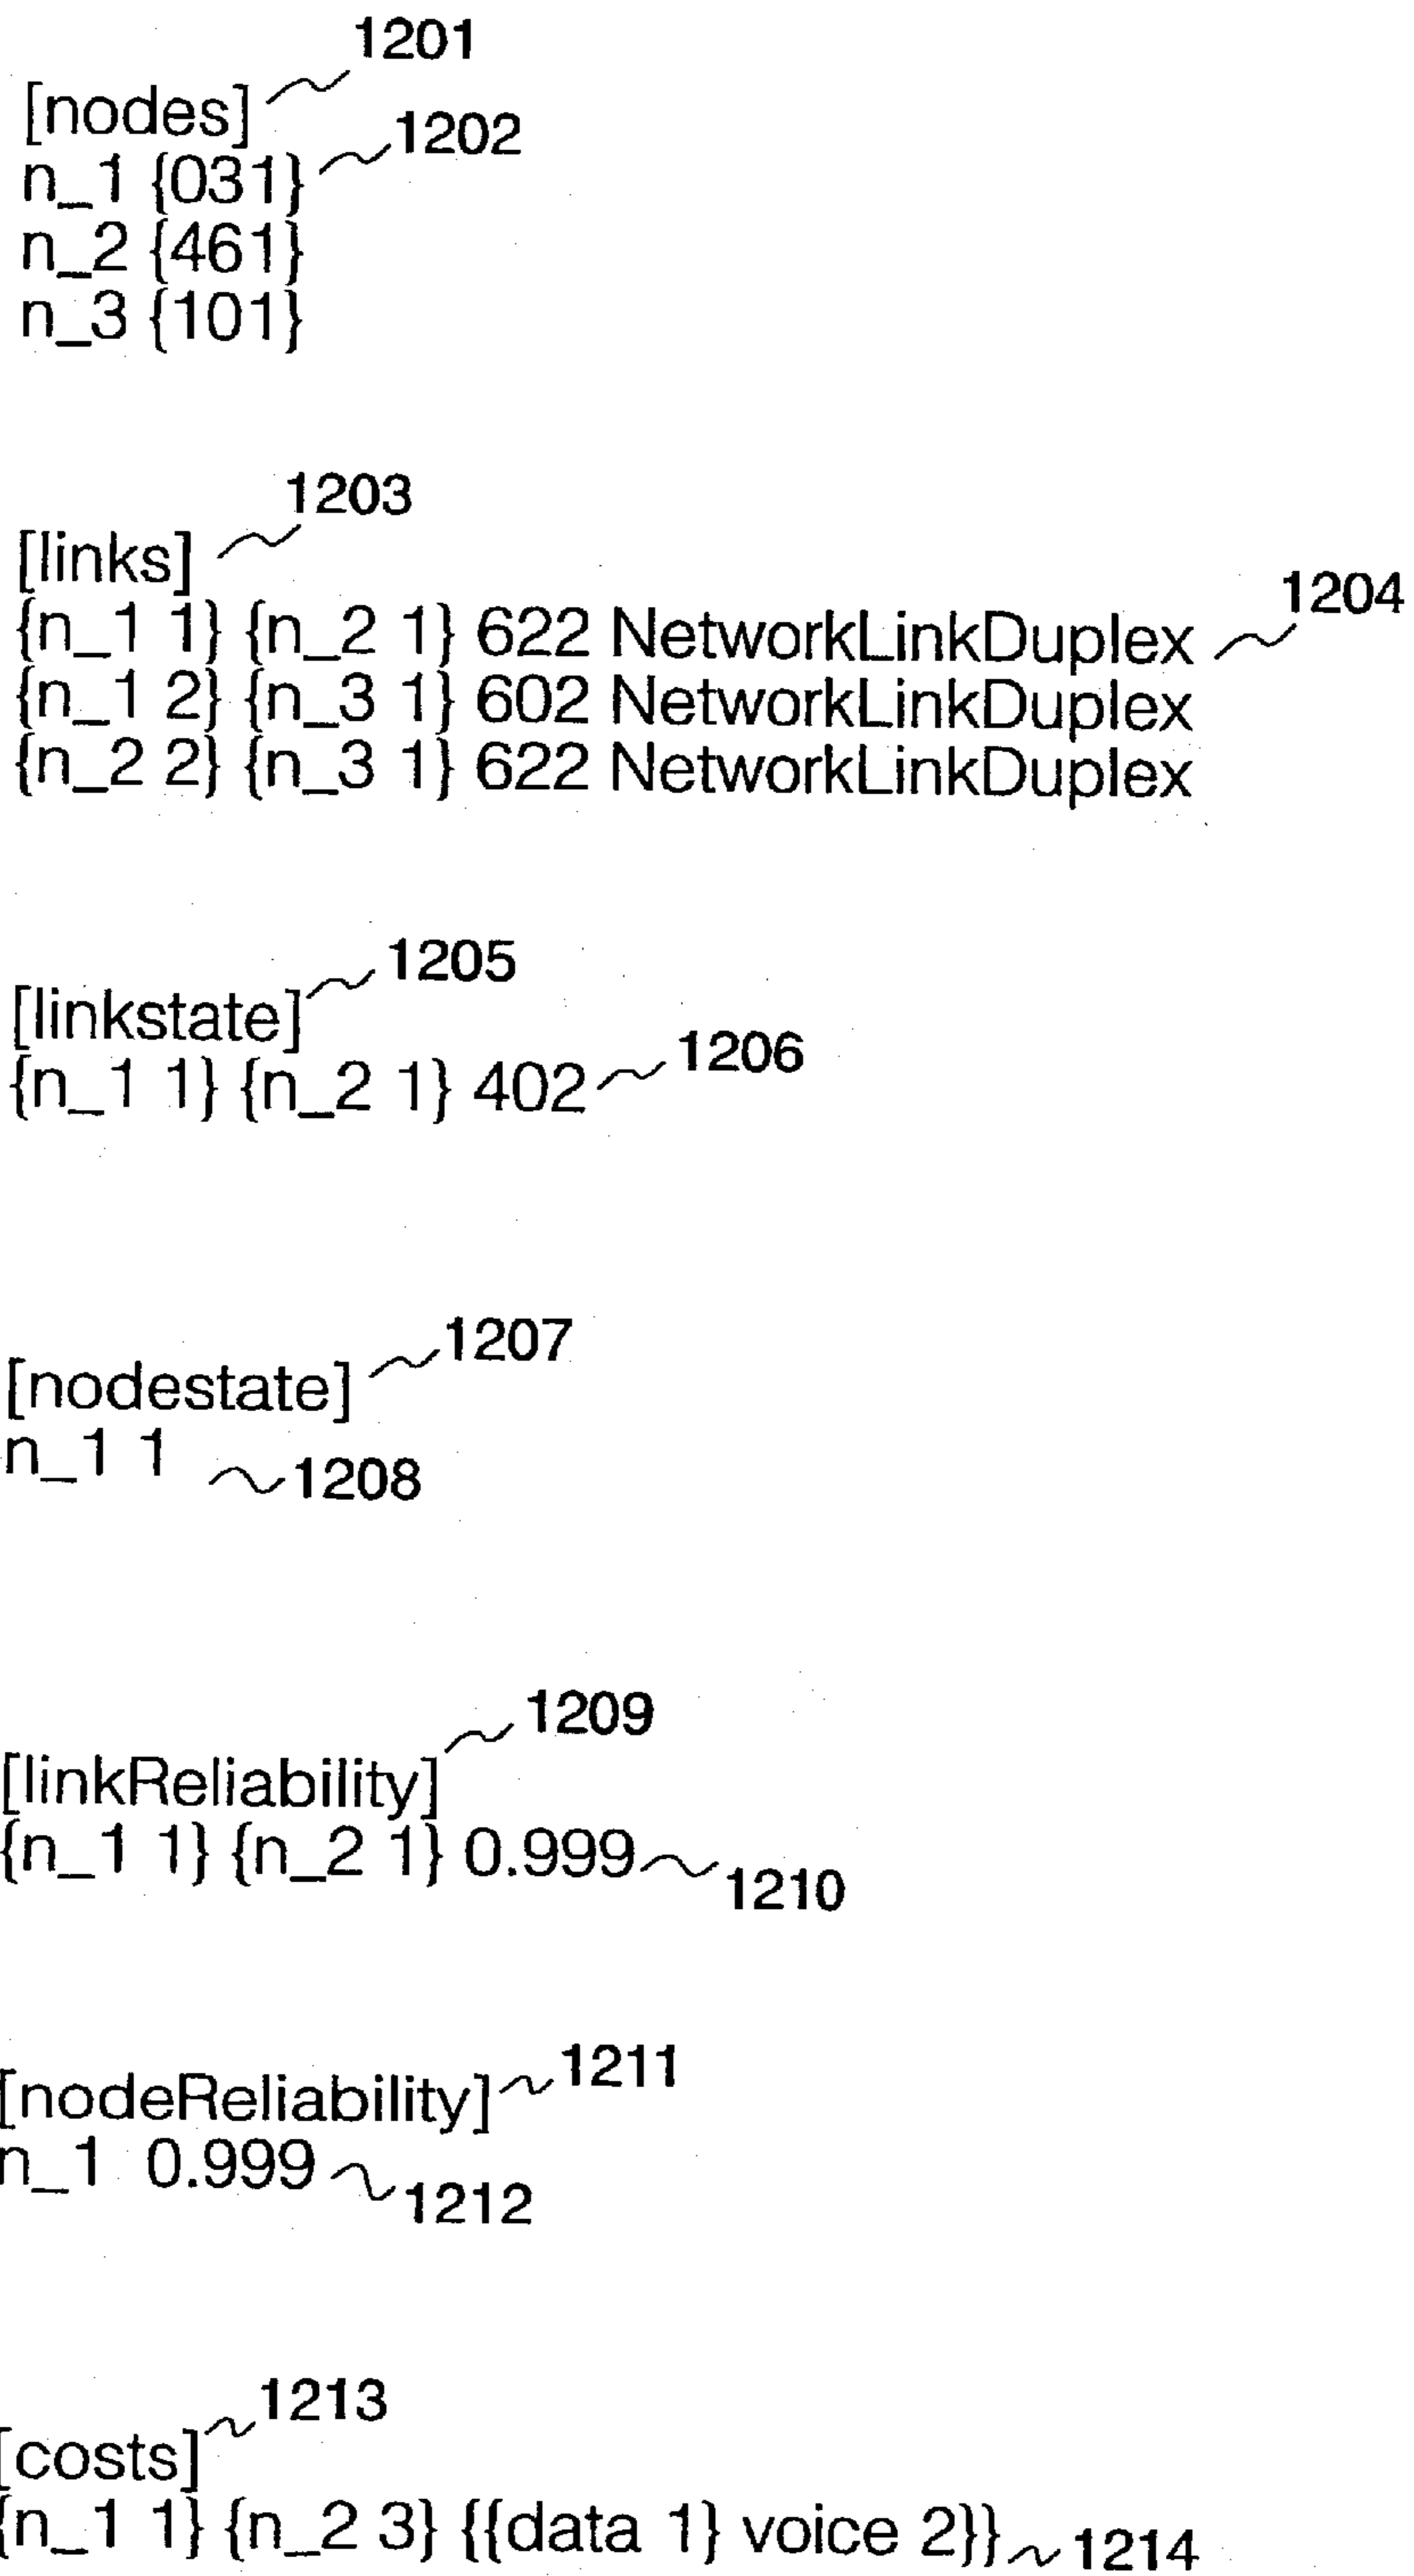 1201
[nodes]
1202
n_1 {031}
n_2 {461}
n_3 {101}
1203
[links]
1204
{n_1 1} {n_2 1} 622 NetworkLinkDuplex
{n_1 2} {n_3 1} 602 NetworkLinkDuplex
{n_2 2} {n_3 1} 622 NetworkLinkDuplex
1205
[linkstate]
{n_1 1} {n_2 1} 402 1206
1207
[nodestate]
n_1 1
1208
1209
[linkReliability]
{n_1 1} {n_2 1} 0.999
1210
[nodeReliability] 1211
n_1 0.999
1212
1213
[costs]
{n_1 1} {n_2 3} {{data 1} voice 2}} 1214